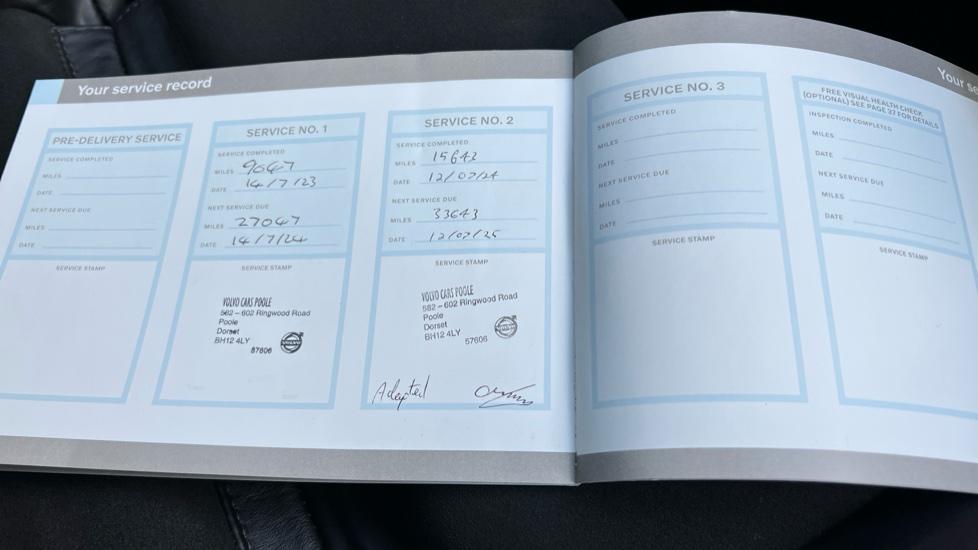 Your service record
PRE-DELIVERY SERVICE
SERVICE COMPLETED
MILES
DATE
NEXT SERVICE DUE
MILES
DATE
SERVICE STAMP
SERVICE NO. 1
SERVICE COMPLETED
MILES 9047
DATE 14/7/23
NEXT SERVICE DUE
MILES 27047
DATE 14/7/24
SERVICE STAMP
VOLVO CARS POOLE
582 – 602 Ringwood Road
Poole
Dorset
BH12 4LY
57606
SERVICE NO. 2
SERVICE COMPLETED
MILES 15643
DATE 12/07/24
NEXT SERVICE DUE
MILES 33643
DATE 12/07/25
SERVICE STAMP
VOLVO CARS POOLE
582 – 602 Ringwood Road
Poole
Dorset
BH12 4LY
57606
Adepted
SERVICE NO. 3
SERVICE COMPLETED
MILES
DATE
NEXT SERVICE DUE
MILES
DATE
SERVICE STAMP
Your se
FREE VISUAL HEALTH CHECK
(OPTIONAL) SEE PAGE 27 FOR DETAILS
INSPECTION COMPLETED
MILES
DATE
NEXT SERVICE DUE
MILES
DATE
SERVICE STAMP